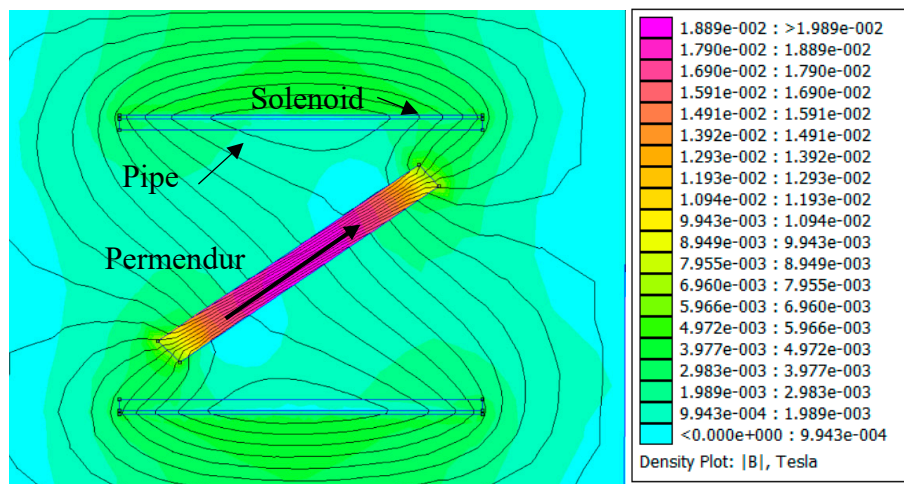 Solenoid
Pipe
Permendur
1.889e-002 : >1.989e-002
1.790e-002 : 1.889e-002
1.690e-002 : 1.790e-002
1.591e-002 : 1.690e-002
1.491e-002 : 1.591e-002
1.392e-002 : 1.491e-002
1.293e-002 : 1.392e-002
1.193e-002 : 1.293e-002
1.094e-002 : 1.193e-002
9.943e-003 : 1.094e-002
8.949e-003 : 9.943e-003
7.955e-003 : 8.949e-003
6.960e-003 : 7.955e-003
5.966e-003 : 6.960e-003
4.972e-003 : 5.966e-003
3.977e-003 : 4.972e-003
2.983e-003 : 3.977e-003
1.989e-003 : 2.983e-003
9.943e-004 : 1.989e-003
<0.000e+000 : 9.943e-004
Density Plot: |B|, Tesla